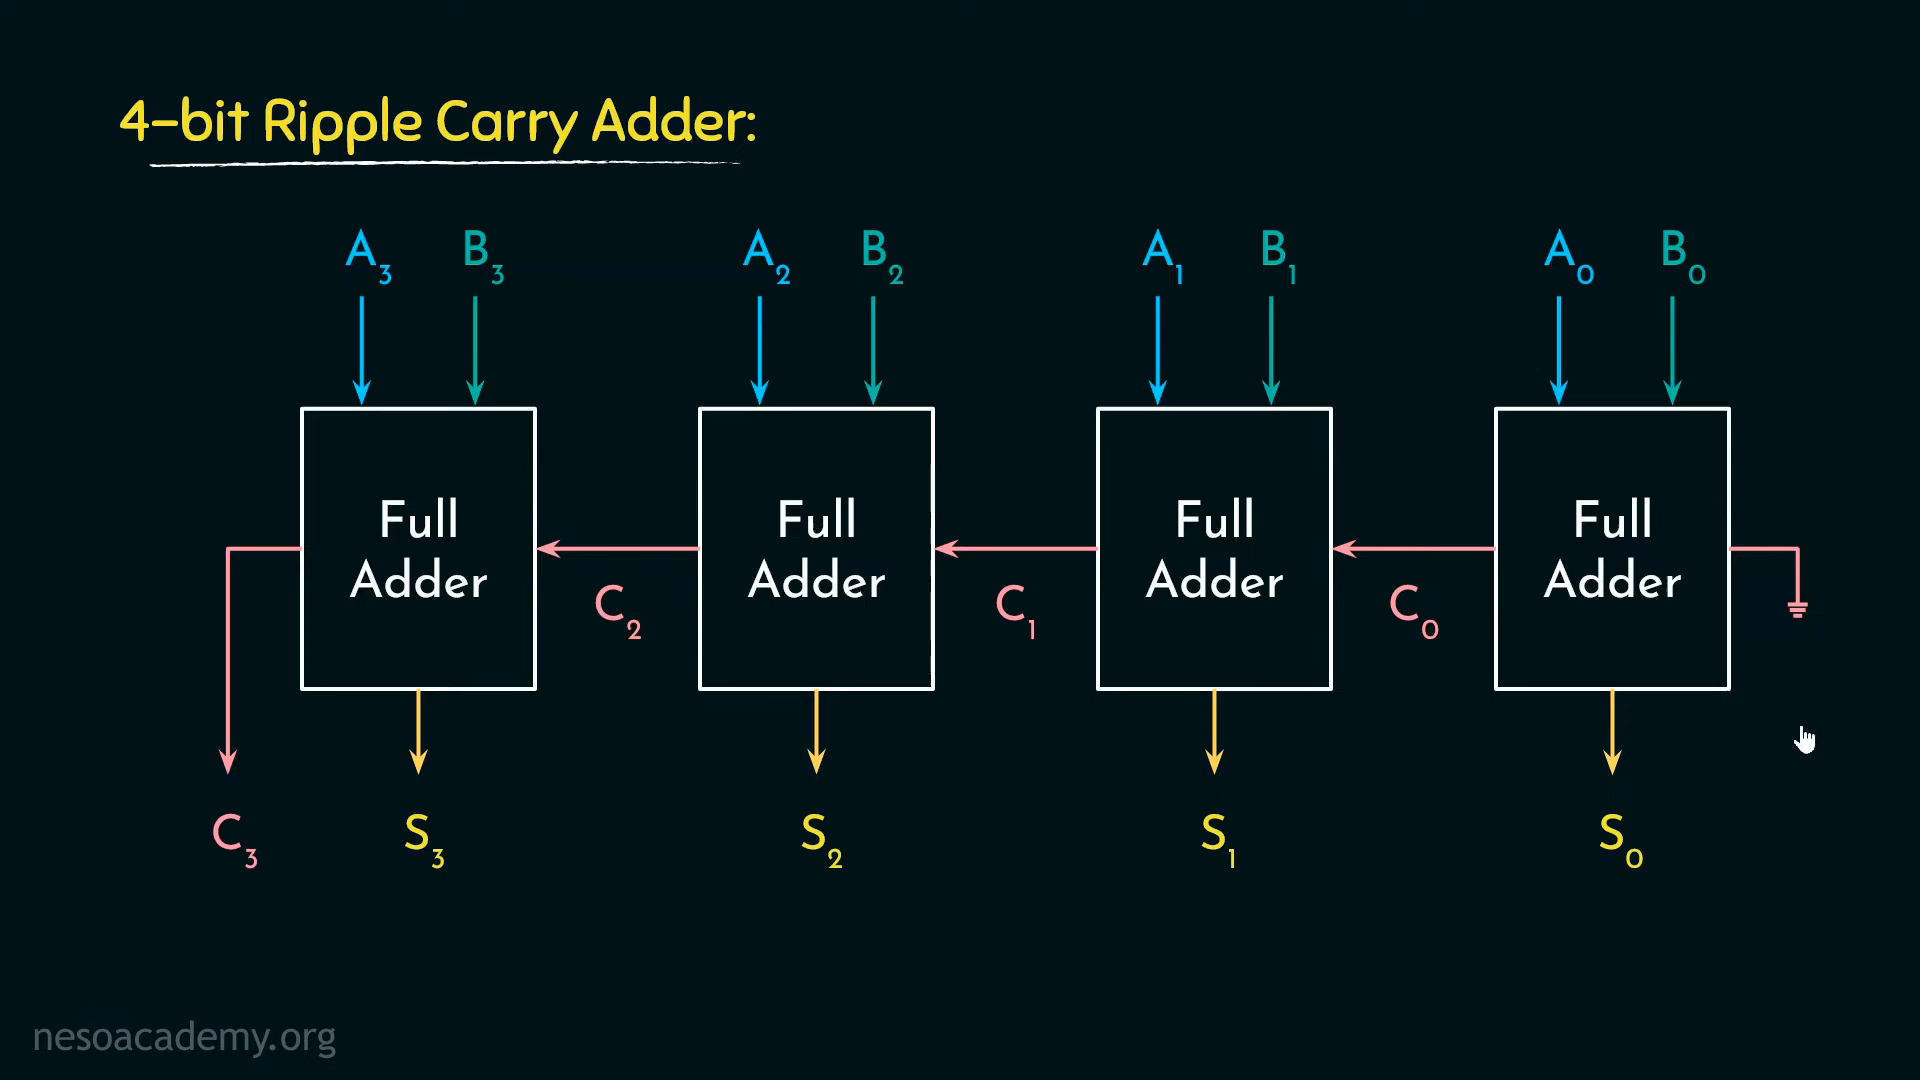 4-bit Ripple Carry Adder:
A₃ B₃ A₂ B₂ A₁ B₁ A₀ B₀
Full Adder Full Adder Full Adder Full Adder
C₂ C₁ C₀
C₃ S₃ S₂ S₁ S₀
nesoacademy.org